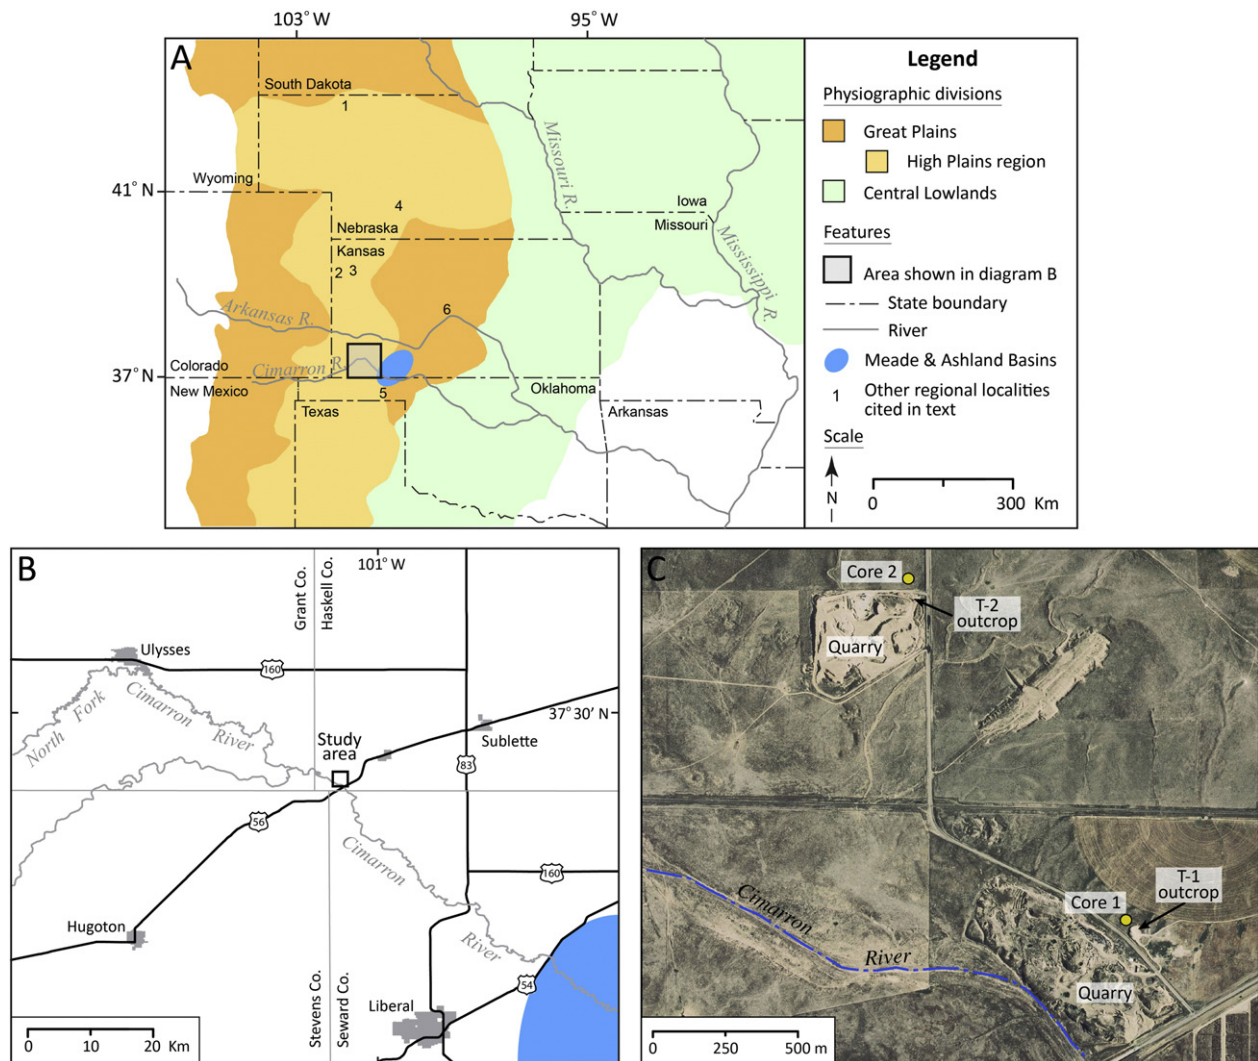 103° W
95° W
A
South Dakota
1
Wyoming
41° N
4
Nebraska
Kansas
2
3
Missouri R.
Iowa
Missouri
Mississippi R.
Arkansas R.
6
Colorado
Cimarron R.
37° N
New Mexico
5
Oklahoma
Texas
Arkansas
Legend
Physiographic divisions
Great Plains
High Plains region
Central Lowlands
Features
Area shown in diagram B
State boundary
River
Meade & Ashland Basins
1
Other regional localities
cited in text
Scale
N
0
300 Km
B
101° W
Grant Co.
Haskell Co.
Ulysses
160
North Fork
Cimarron River
37° 30' N
Study
area
Sublette
83
56
Cimarron River
160
Hugoton
Stevens Co.
Seward Co.
54
Liberal
0
10
20 Km
C
Core 2
T-2
outcrop
Quarry
T-1
outcrop
Core 1
Cimarron River
Quarry
0
250
500 m